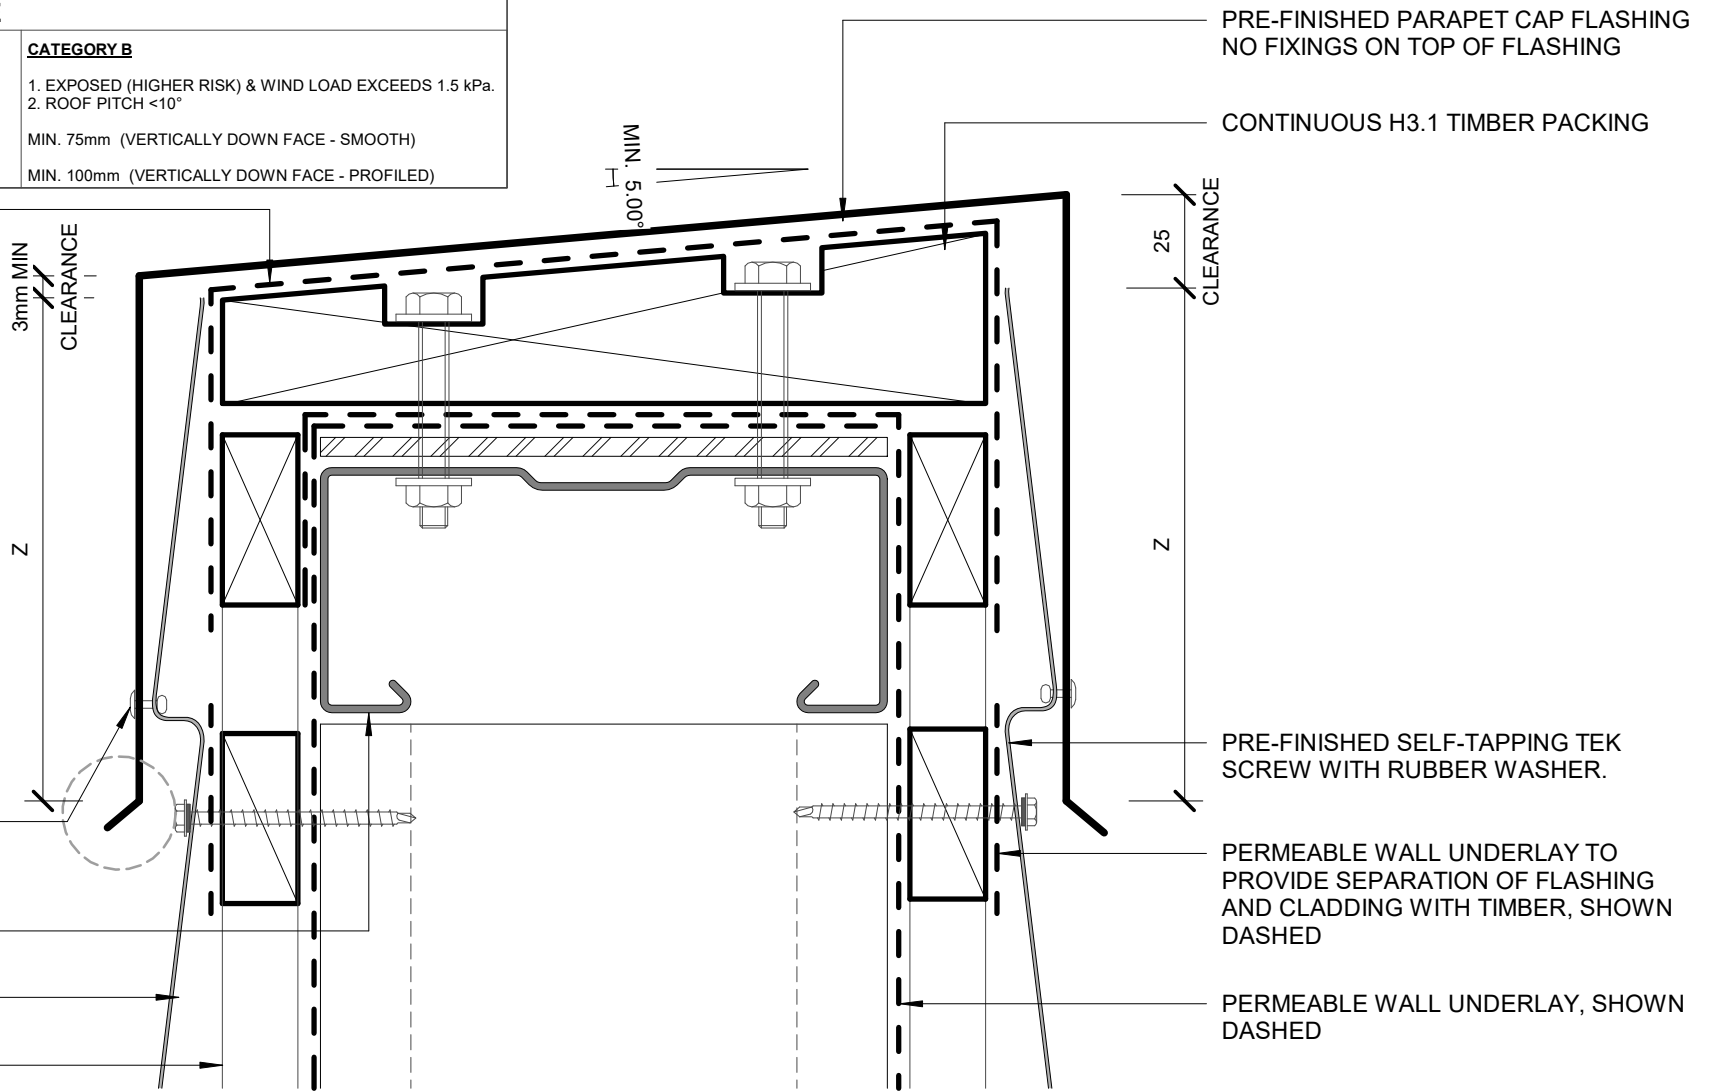 CATEGORY B
1. EXPOSED (HIGHER RISK) & WIND LOAD EXCEEDS 1.5 kPa.
2. ROOF PITCH <10°
MIN. 75mm (VERTICALLY DOWN FACE - SMOOTH)
MIN. 100mm (VERTICALLY DOWN FACE - PROFILED)
PRE-FINISHED PARAPET CAP FLASHING
NO FIXINGS ON TOP OF FLASHING
CONTINUOUS H3.1 TIMBER PACKING
MIN. 5.00°
3mm MIN
CLEARANCE
25
CLEARANCE
Z
Z
PRE-FINISHED SELF-TAPPING TEK
SCREW WITH RUBBER WASHER.
PERMEABLE WALL UNDERLAY TO
PROVIDE SEPARATION OF FLASHING
AND CLADDING WITH TIMBER, SHOWN
DASHED
PERMEABLE WALL UNDERLAY, SHOWN
DASHED